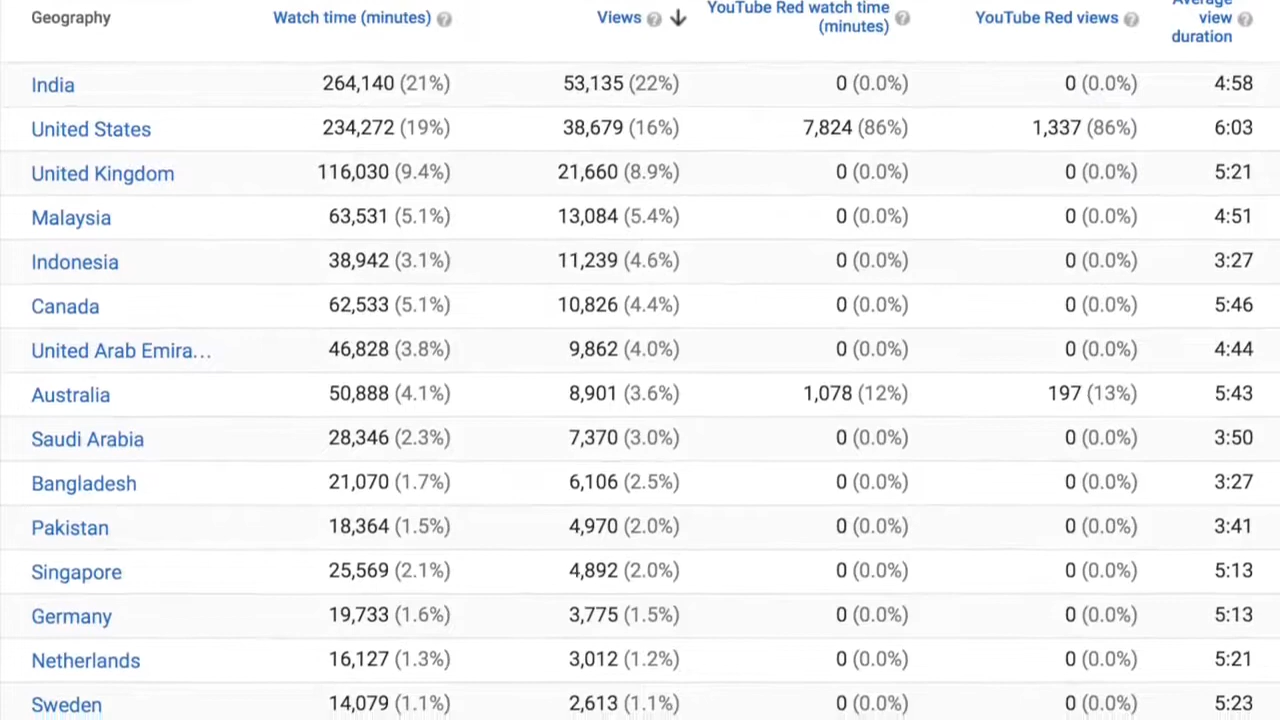 Geography Watch time (minutes) Views YouTube Red watch time (minutes) YouTube Red views Average view duration
India 264,140 (21%) 53,135 (22%) 0 (0.0%) 0 (0.0%) 4:58
United States 234,272 (19%) 38,679 (16%) 7,824 (86%) 1,337 (86%) 6:03
United Kingdom 116,030 (9.4%) 21,660 (8.9%) 0 (0.0%) 0 (0.0%) 5:21
Malaysia 63,531 (5.1%) 13,084 (5.4%) 0 (0.0%) 0 (0.0%) 4:51
Indonesia 38,942 (3.1%) 11,239 (4.6%) 0 (0.0%) 0 (0.0%) 3:27
Canada 62,533 (5.1%) 10,826 (4.4%) 0 (0.0%) 0 (0.0%) 5:46
United Arab Emira... 46,828 (3.8%) 9,862 (4.0%) 0 (0.0%) 0 (0.0%) 4:44
Australia 50,888 (4.1%) 8,901 (3.6%) 1,078 (12%) 197 (13%) 5:43
Saudi Arabia 28,346 (2.3%) 7,370 (3.0%) 0 (0.0%) 0 (0.0%) 3:50
Bangladesh 21,070 (1.7%) 6,106 (2.5%) 0 (0.0%) 0 (0.0%) 3:27
Pakistan 18,364 (1.5%) 4,970 (2.0%) 0 (0.0%) 0 (0.0%) 3:41
Singapore 25,569 (2.1%) 4,892 (2.0%) 0 (0.0%) 0 (0.0%) 5:13
Germany 19,733 (1.6%) 3,775 (1.5%) 0 (0.0%) 0 (0.0%) 5:13
Netherlands 16,127 (1.3%) 3,012 (1.2%) 0 (0.0%) 0 (0.0%) 5:21
Sweden 14,079 (1.1%) 2,613 (1.1%) 0 (0.0%) 0 (0.0%) 5:23